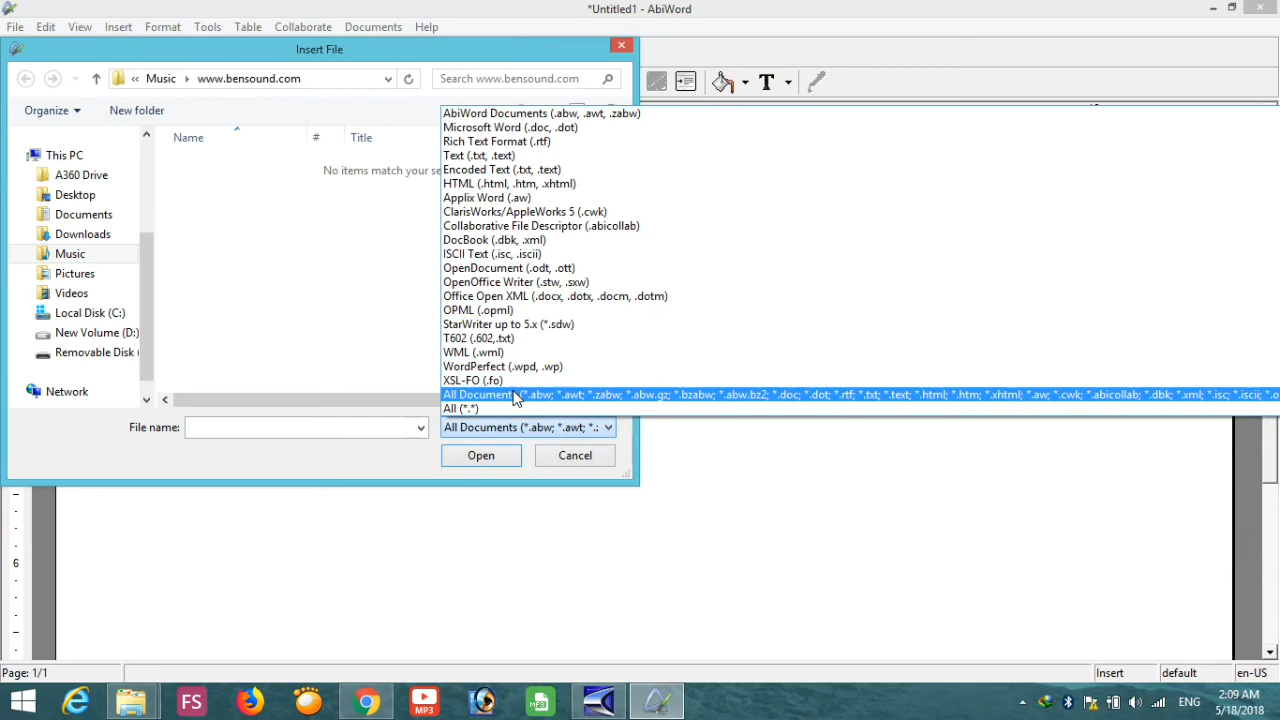 *Untitled1 - AbiWord
File Edit View Insert Format Tools Table Collaborate Documents Help
Insert File
« Music www.bensound.com Search www.bensound.com
Organize New folder
Name # Title
No items match your se
This PC
A360 Drive
Desktop
Documents
Downloads
Music
Pictures
Videos
Local Disk (C:)
New Volume (D:)
Removable Disk
Network
AbiWord Documents (.abw, .awt, .zabw)
Microsoft Word (.doc, .dot)
Rich Text Format (.rtf)
Text (.txt, .text)
Encoded Text (.txt, .text)
HTML (.html, .htm, .xhtml)
Applix Word (.aw)
ClarisWorks/AppleWorks 5 (.cwk)
Collaborative File Descriptor (.abicollab)
DocBook (.dbk, .xml)
ISCII Text (.isc, .iscii)
OpenDocument (.odt, .ott)
OpenOffice Writer (.stw, .sxw)
Office Open XML (.docx, .dotx, .docm, .dotm)
OPML (.opml)
StarWriter up to 5.x (*.sdw)
T602 (.602,.txt)
WML (.wml)
WordPerfect (.wpd, .wp)
XSL-FO (.fo)
All Document (*.abw; *.awt; *.zabw; *.abw.gz; *.bzabw; *.abw.bz2; *.doc; *.dot; *.rtf; *.txt; *.text; *.html; *.htm; *.xhtml; *.aw; *.cwk; *.abicollab; *.dbk; *.xml; *.isc; *.iscii; *.o
All (*.*)
File name: All Documents (*.abw; *.awt; *.:
Open Cancel
6
Page: 1/1 Insert default en-US
FS MP3 ENG 2:09 AM
5/18/2018